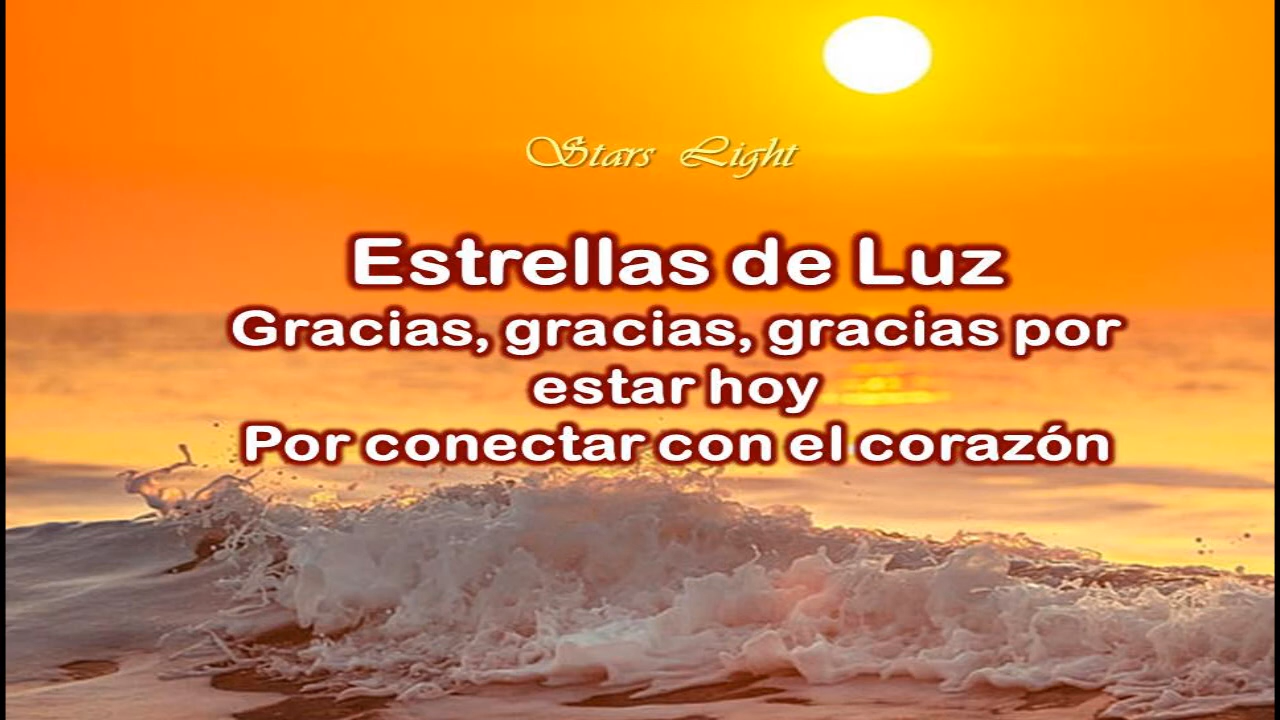 Stars Light
Estrellas de Luz
Gracias, gracias, gracias por
estar hoy
Por conectar con el corazón